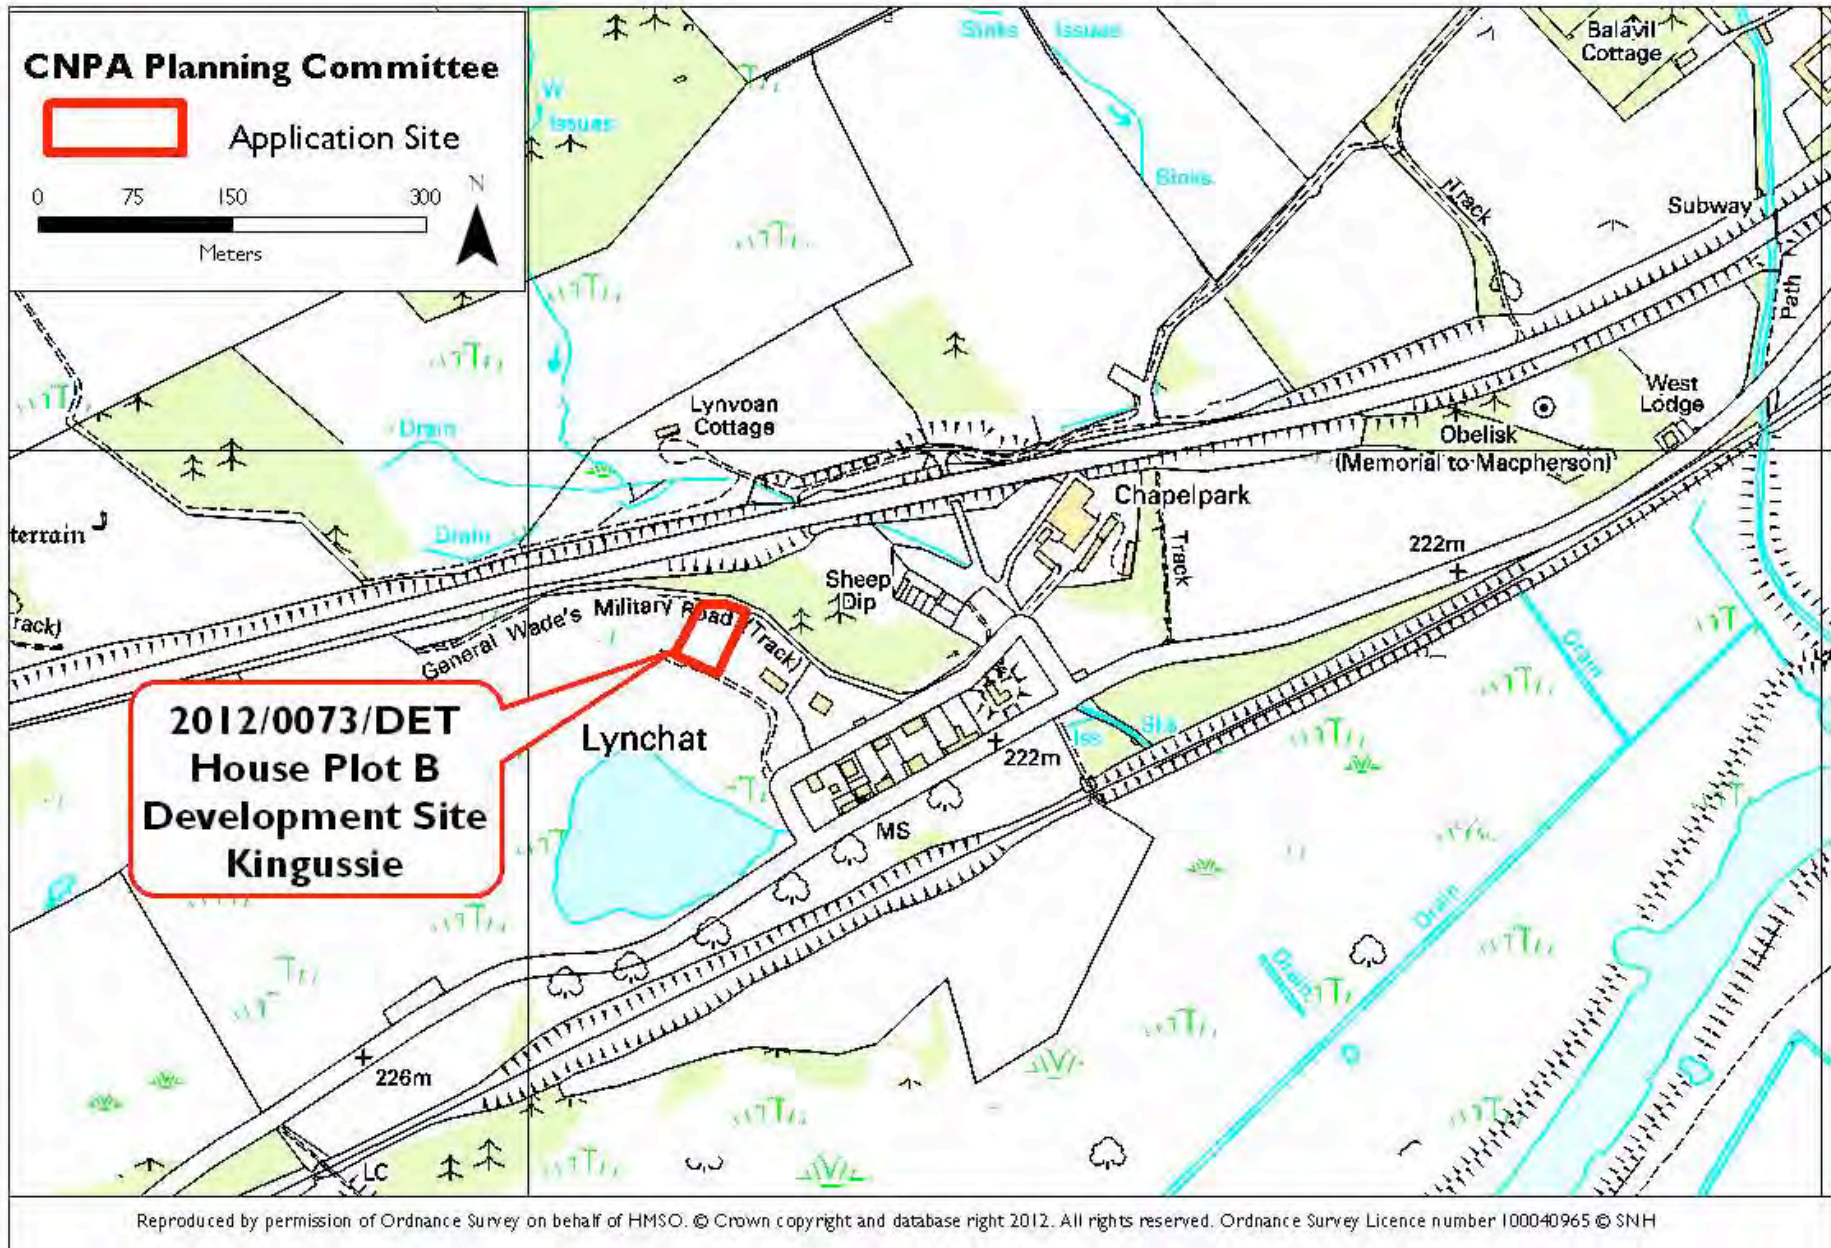 CNPA Planning Committee
Application Site
0 75 150 300
Meters
N
W
Issues
Sinks Issues
Sinks
Balavil
Cottage
Track
Subway
Path
Lynvoan
Cottage
Drain
Drain
West
Lodge
Obelisk
(Memorial to Macpherson)
Chapelpark
Track
222m
terrain
rack)
Sheep
Dip
General Wade's Military Road (Track)
Drain
2012/0073/DET
House Plot B
Development Site
Kingussie
Lynchat
Iss
222m
MS
Drain
Drain
226m
LC
Reproduced by permission of Ordnance Survey on behalf of HMSO. © Crown copyright and database right 2012. All rights reserved. Ordnance Survey Licence number 100040965 © SNH